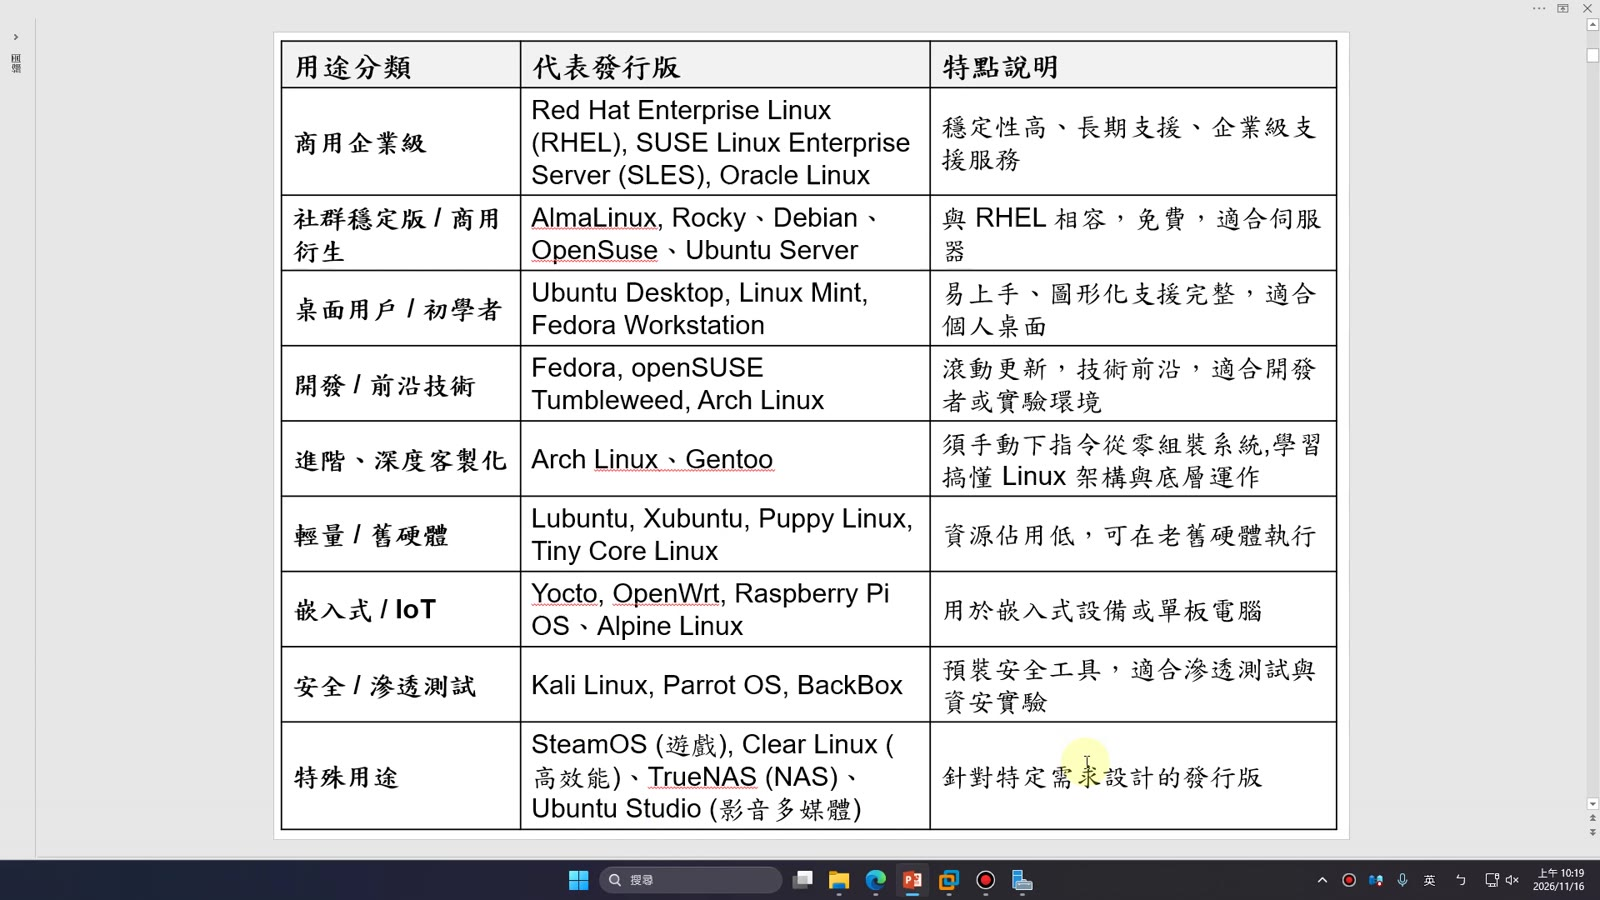 用途分類
代表發行版
特點說明
商用企業級
Red Hat Enterprise Linux
(RHEL), SUSE Linux Enterprise
Server (SLES), Oracle Linux
穩定性高、長期支援、企業級支
援服務
社群穩定版 / 商用
衍生
AlmaLinux, Rocky、Debian、
OpenSuse、Ubuntu Server
與 RHEL 相容，免費，適合伺服
器
桌面用戶 / 初學者
Ubuntu Desktop, Linux Mint,
Fedora Workstation
易上手、圖形化支援完整，適合
個人桌面
開發 / 前沿技術
Fedora, openSUSE
Tumbleweed, Arch Linux
滾動更新，技術前沿，適合開發
者或實驗環境
進階、深度客製化
Arch Linux、Gentoo
須手動下指令從零組裝系統,學習
搞懂 Linux 架構與底層運作
輕量 / 舊硬體
Lubuntu, Xubuntu, Puppy Linux,
Tiny Core Linux
資源佔用低，可在老舊硬體執行
嵌入式 / IoT
Yocto, OpenWrt, Raspberry Pi
OS、Alpine Linux
用於嵌入式設備或單板電腦
安全 / 滲透測試
Kali Linux, Parrot OS, BackBox
預裝安全工具，適合滲透測試與
資安實驗
特殊用途
SteamOS (遊戲), Clear Linux (
高效能)、TrueNAS (NAS)、
Ubuntu Studio (影音多媒體)
針對特定需求設計的發行版
搜尋
英
ㄅ
上午 10:19
2026/11/16